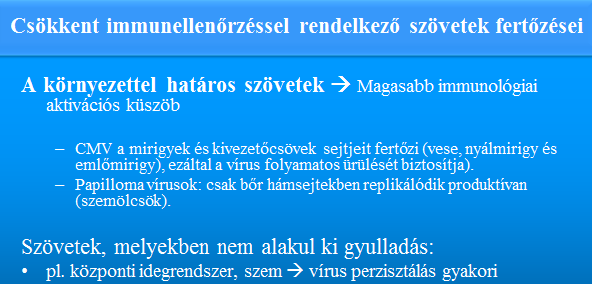 Csökkent immunellenőrzéssel rendelkező szövetek fertőzései
A környezettel határos szövetek → Magasabb immunológiai
aktivációs küszöb
– CMV a mirigyek és kivezetőcsövek sejtjeit fertőzi (vese, nyálmirigy és
emlőmirigy), ezáltal a vírus folyamatos ürülését biztosítja).
– Papilloma vírusok: csak bőr hámsejtekben replikálódik produktívan
(szemölcsök).
Szövetek, melyekben nem alakul ki gyulladás:
• pl. központi idegrendszer, szem → vírus perzisztálás gyakori